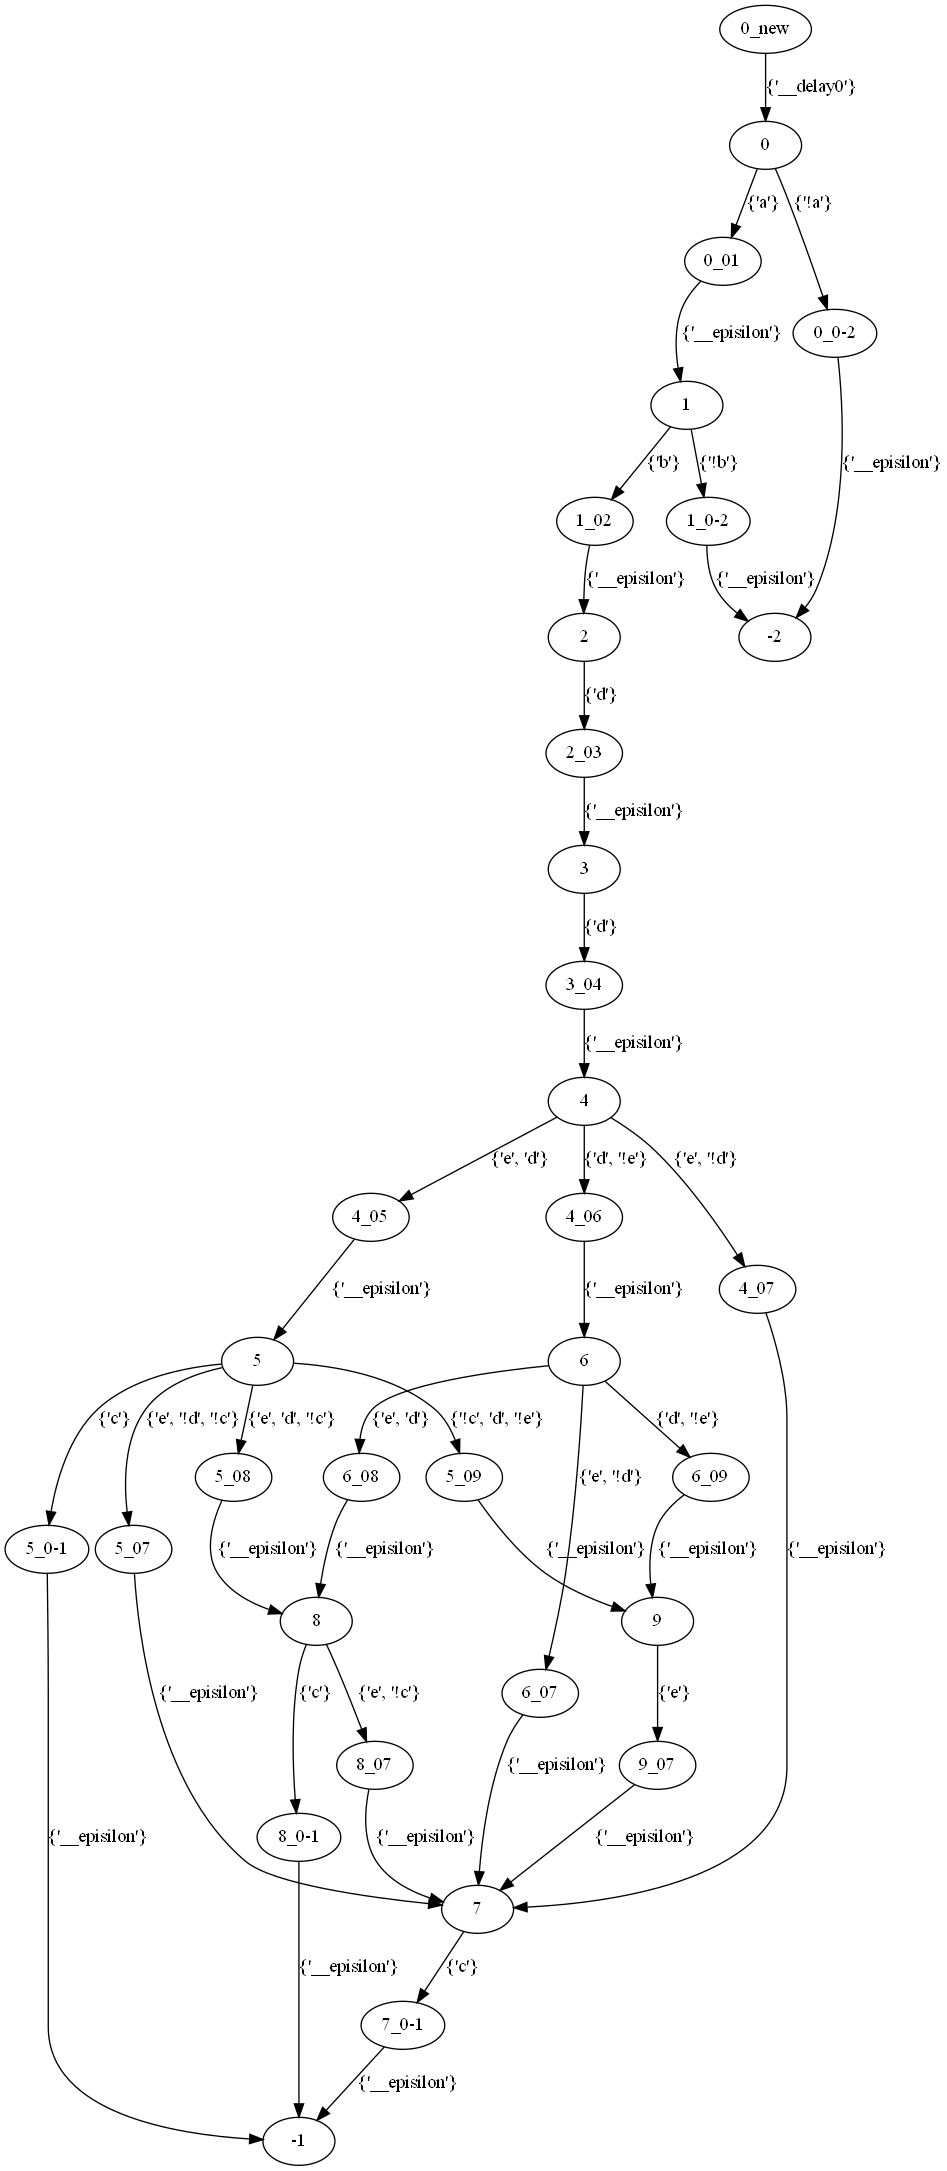 0_new
{'__delay0'}
0
{'a'} {'!a'}
0_01
{'__episilon'} 0_0-2
1
{'b'} {'!b'} {'__episilon'}
1_02 1_0-2
{'__episilon'} {'__episilon'}
2 -2
{'d'}
2_03
{'__episilon'}
3
{'d'}
3_04
{'__episilon'}
4
{'e', 'd'} {'d', '!e'} {'e', '!d'}
4_05 4_06
{'__episilon'} {'__episilon'} 4_07
5 6
{'c'} {'e', '!d', '!c'} {'e', 'd', '!c'} {'e', 'd'} {'!c', 'd', '!e'} {'d', '!e'}
5_08 6_08 5_09 {'e', '!d'} 6_09
5_0-1 5_07 {'__episilon'} {'__episilon'} {'__episilon'} {'__episilon'} {'__episilon'}
8 9
{'__episilon'} {'c'} {'e', '!c'} 6_07 {'e'}
8_07 {'__episilon'} 9_07
{'__episilon'} 8_0-1 {'__episilon'} {'__episilon'}
7
{'__episilon'} {'c'}
7_0-1
{'__episilon'}
-1